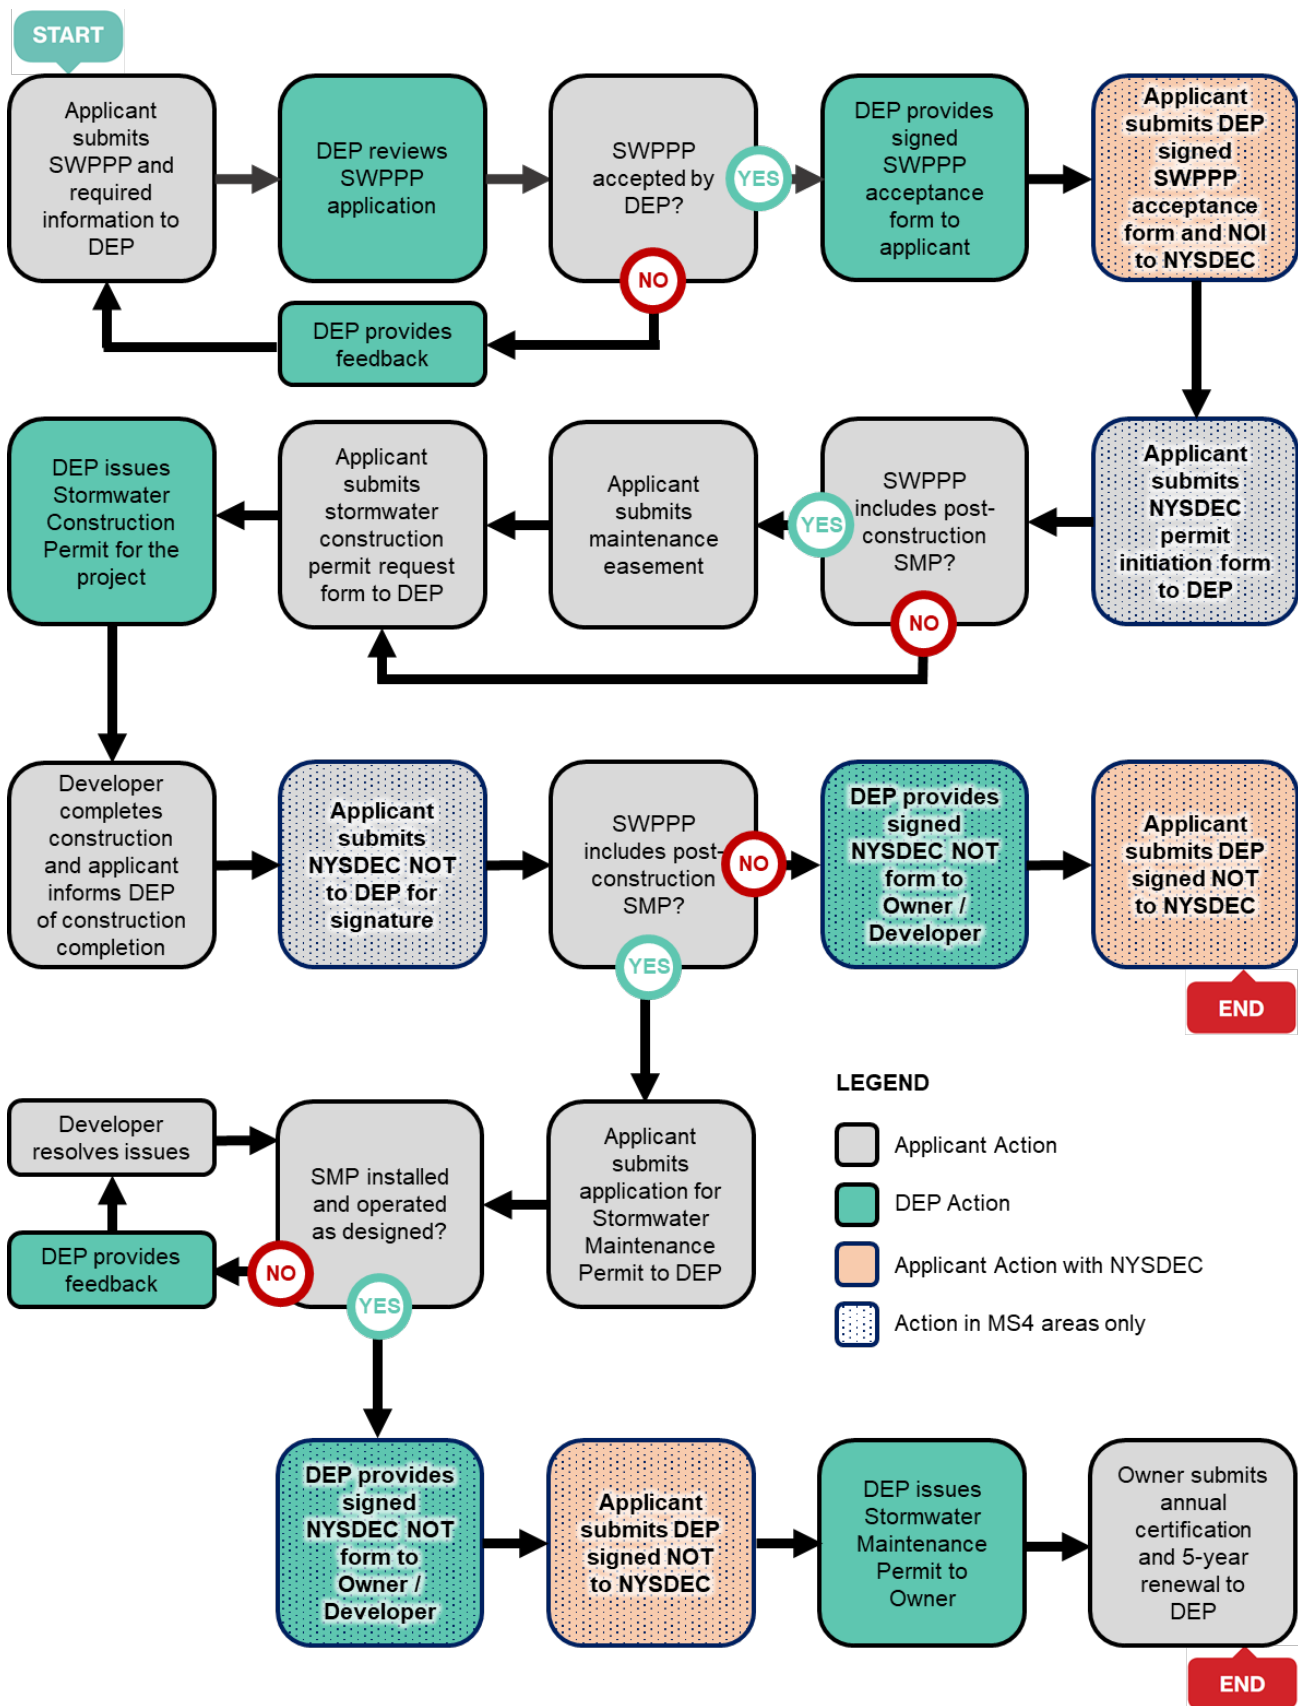 START
Applicant
submits
SWPPP and
required
information to
DEP
DEP reviews
SWPPP
application
SWPPP
accepted by
DEP?
YES
NO
DEP provides
signed
SWPPP
acceptance
form to
applicant
Applicant
submits DEP
signed
SWPPP
acceptance
form and NOI
to NYSDEC
DEP provides
feedback
DEP issues
Stormwater
Construction
Permit for the
project
Applicant
submits
stormwater
construction
permit request
form to DEP
Applicant
submits
maintenance
easement
YES
SWPPP
includes post-
construction
SMP?
NO
Applicant
submits
NYSDEC
permit
initiation form
to DEP
Developer
completes
construction
and applicant
informs DEP
of construction
completion
Applicant
submits
NYSDEC NOT
to DEP for
signature
SWPPP
includes post-
construction
SMP?
NO
YES
DEP provides
signed
NYSDEC NOT
form to
Owner /
Developer
Applicant
submits DEP
signed NOT
to NYSDEC
END
Developer
resolves issues
DEP provides
feedback
SMP installed
and operated
as designed?
NO
YES
Applicant
submits
application for
Stormwater
Maintenance
Permit to DEP
LEGEND
Applicant Action
DEP Action
Applicant Action with NYSDEC
Action in MS4 areas only
DEP provides
signed
NYSDEC NOT
form to
Owner /
Developer
Applicant
submits DEP
signed NOT
to NYSDEC
DEP issues
Stormwater
Maintenance
Permit to
Owner
Owner submits
annual
certification
and 5-year
renewal to
DEP
END